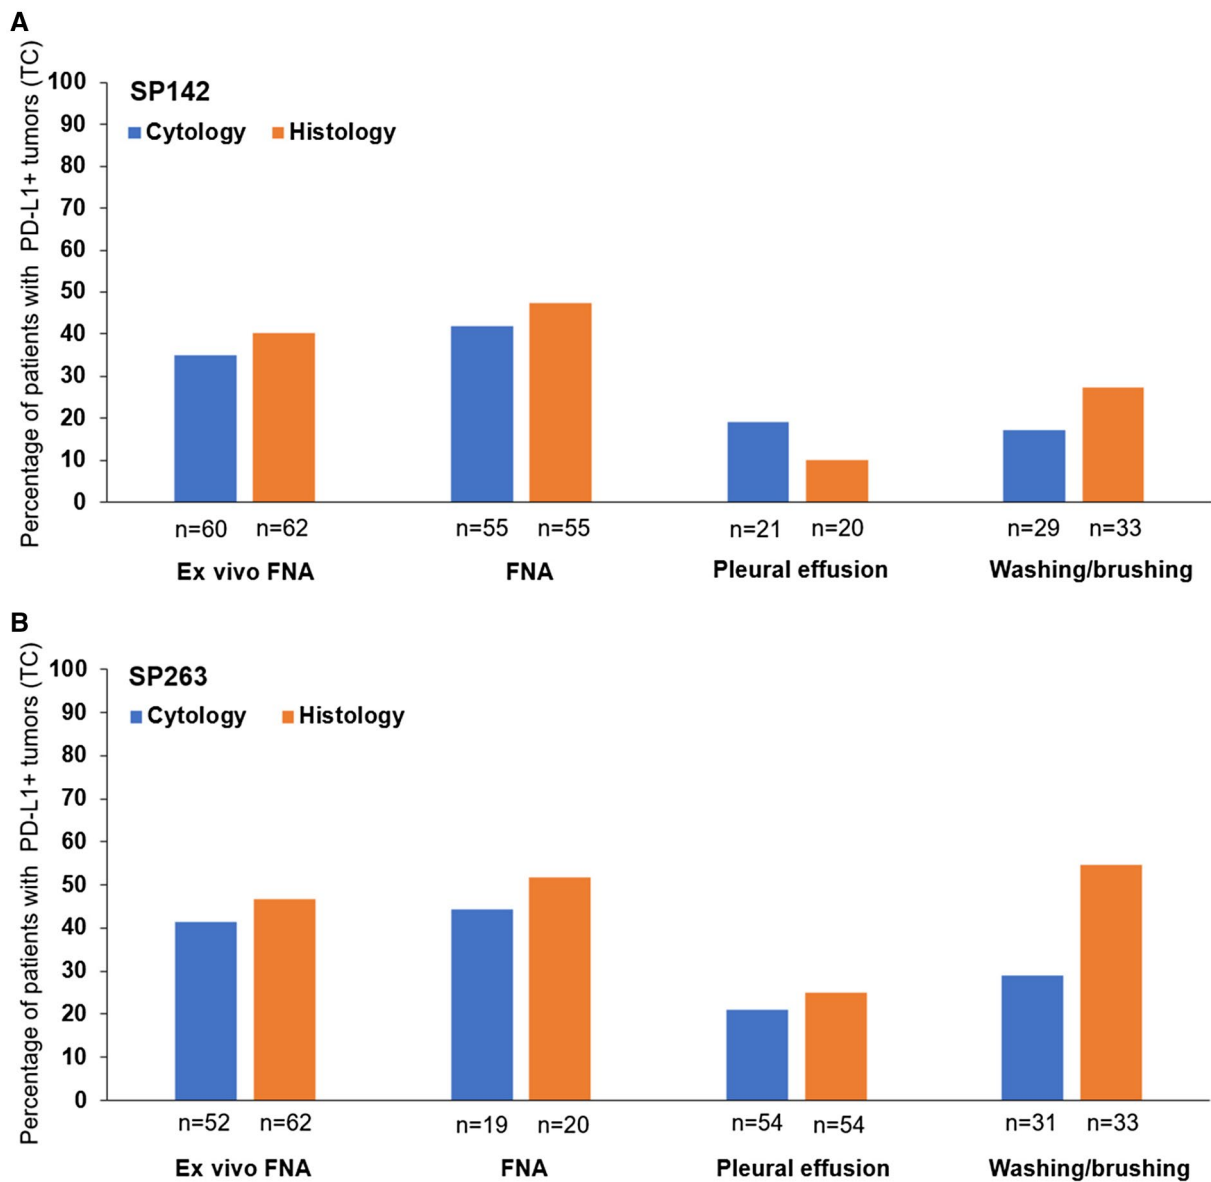 A
Percentage of patients with PD-L1+ tumors (TC)
SP142
Cytology Histology
100
90
80
70
60
50
40
30
20
10
0
n=60 n=62 n=55 n=55 n=21 n=20 n=29 n=33
Ex vivo FNA FNA Pleural effusion Washing/brushing
B
Percentage of patients with PD-L1+ tumors (TC)
SP263
Cytology Histology
100
90
80
70
60
50
40
30
20
10
0
n=52 n=62 n=19 n=20 n=54 n=54 n=31 n=33
Ex vivo FNA FNA Pleural effusion Washing/brushing